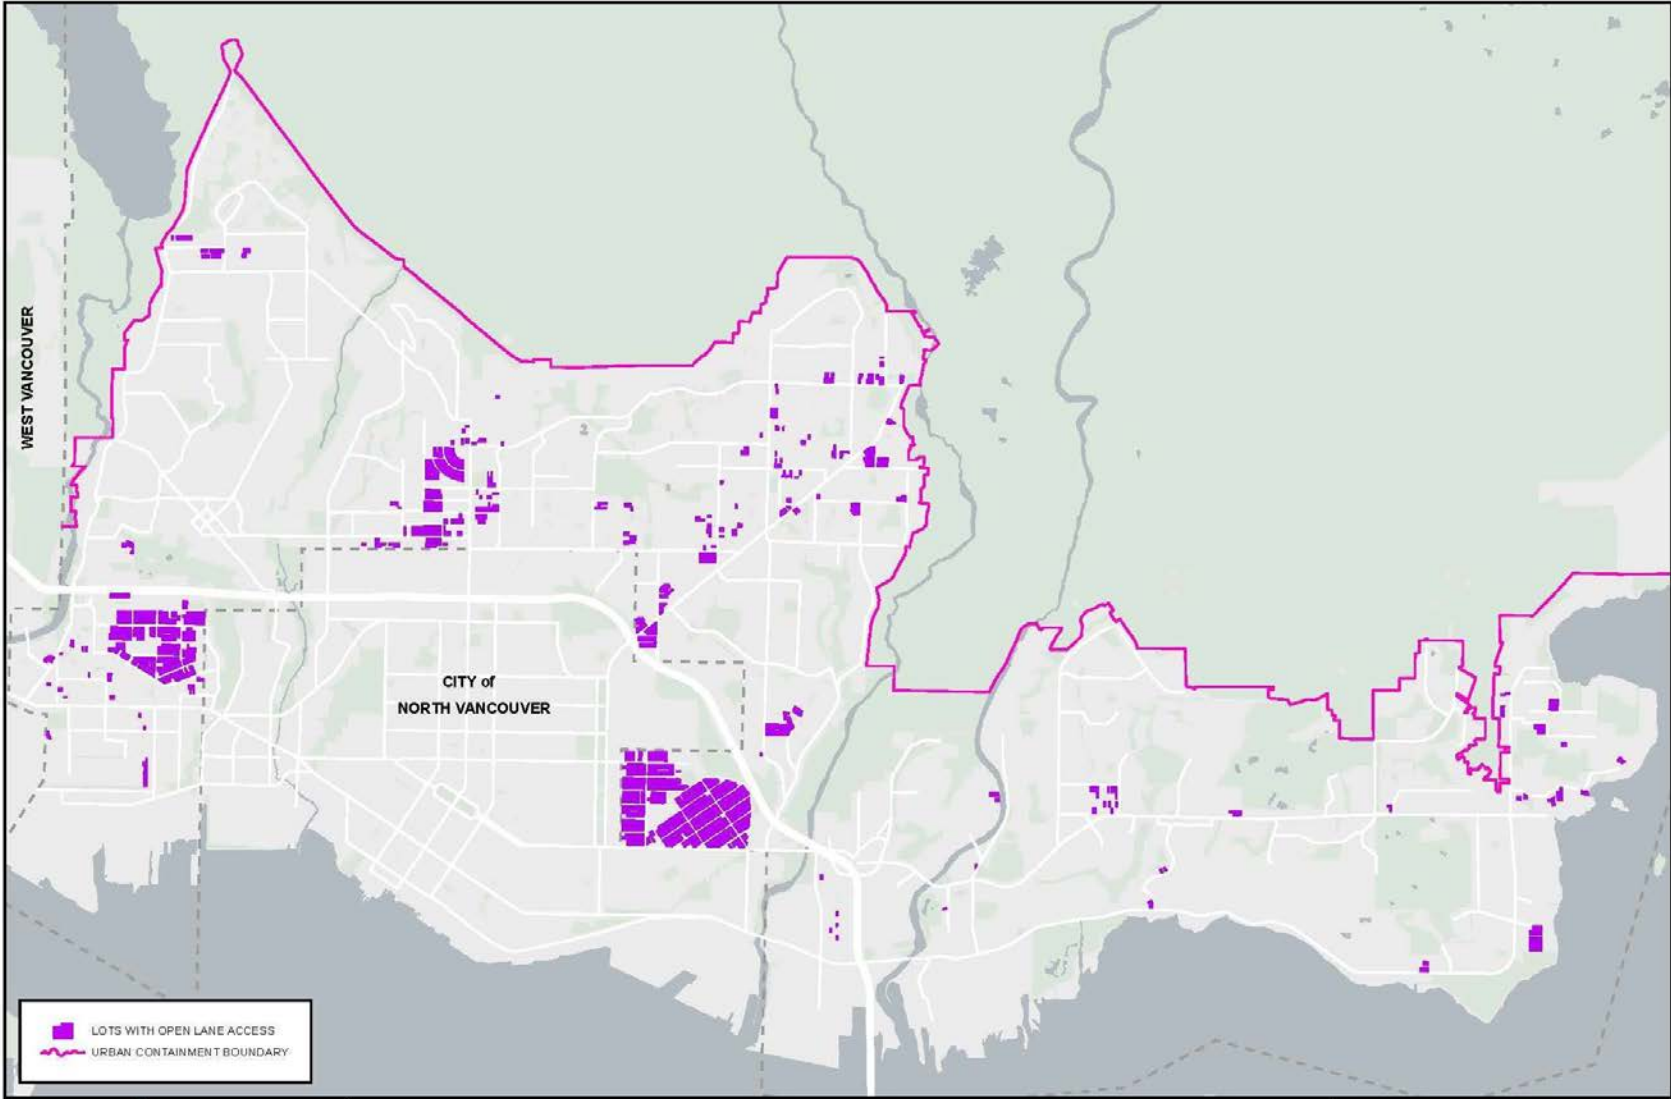 WEST VANCOUVER
CITY of
NORTH VANCOUVER
LOTS WITH OPEN LANE ACCESS
URBAN CONTAINMENT BOUNDARY